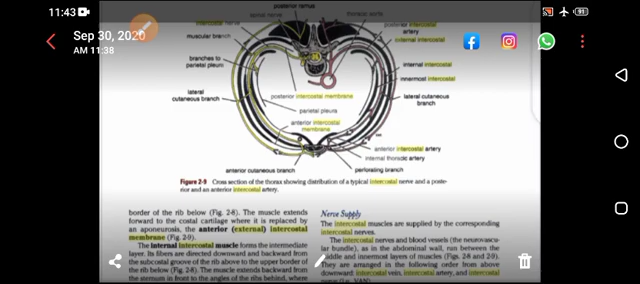 11:43
91
Sep 30, 2020
AM 11:38
posterior ramus
intercostal nerve
spinal nerve
thoracic aorta
posterior intercostal
artery
muscular branch
external intercostal
branches to
parietal pleura
internal intercostal
innermost intercostal
lateral
cutaneous branch
lateral cutaneous
branch
posterior intercostal membrane
parietal pleura
anterior intercostal
membrane
anterior intercostal artery
internal thoracic artery
anterior cutaneous branch
perforating branch
Figure 2-9 Cross section of the thorax showing distribution of a typical intercostal nerve and a poste-
rior and an anterior intercostal artery.
border of the rib below (Fig. 2-8). The muscle extends
forward to the costal cartilage where it is replaced by
an aponeurosis, the anterior (external) intercostal
membrane (Fig. 2-9).
The internal intercostal muscle forms the intermediate
layer. Its fibers are directed downward and backward
from the subcostal groove of the rib above to the upper border of
the rib below (Fig. 2-8). The muscle extends backward from
the sternum in front to the angles of the ribs behind, where
Nerve Supply
The intercostal muscles are supplied by the corresponding
intercostal nerves.
The intercostal nerves and blood vessels (the neurovascu-
lar bundle), as in the abdominal wall, run between the
middle and innermost layers of muscles (Figs. 2-8 and 2-9).
They are arranged in the following order from above
downward: intercostal vein, intercostal artery, and intercostal
nerve (i.e., VAN).